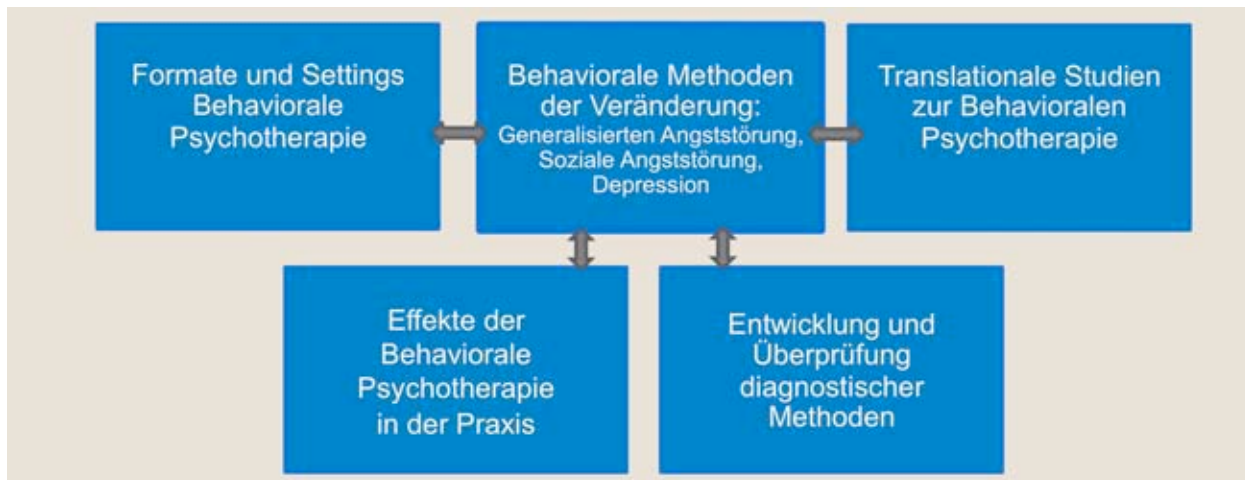 Formate und Settings
Behaviorale
Psychotherapie
Behaviorale Methoden
der Veränderung:
Generalisierten Angststörung,
Soziale Angststörung,
Depression
Translationale Studien
zur Behavioralen
Psychotherapie
Effekte der
Behaviorale
Psychotherapie
in der Praxis
Entwicklung und
Überprüfung
diagnostischer
Methoden